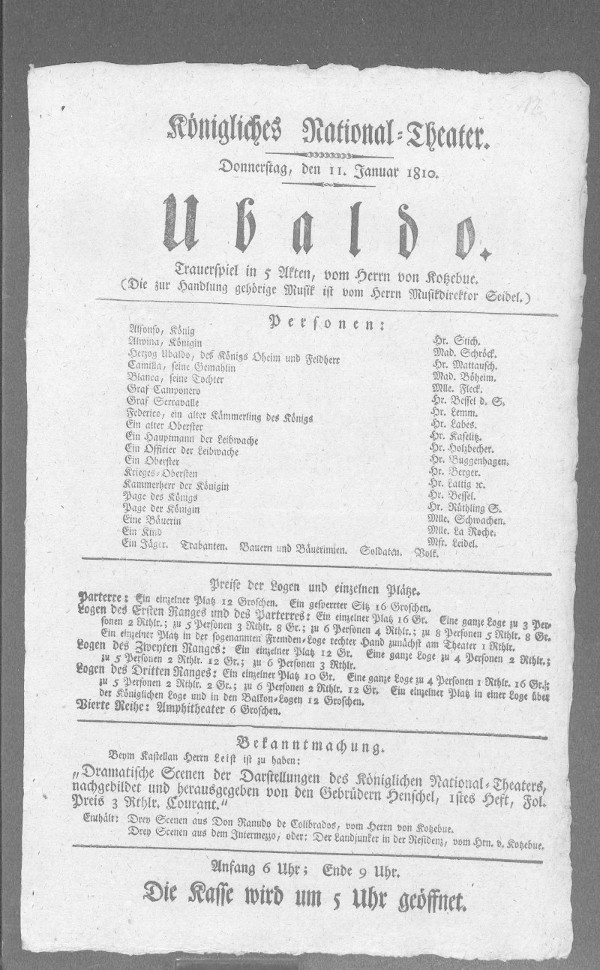 Königliches National-Theater.
Donnerstag, den 11. Januar 1810.
Ubaldo.
Trauerspiel in 5 Akten, vom Herrn von Kotzebue.
(Die zur Handlung gehörige Musik ist vom Herrn Musikdirektor Seidel.)
Personen:
Alfonso, König Hr. Stich.
Alwina, Königin Mad. Schröck.
Herzog Ubaldo, des Königs Oheim und Feldherr Hr. Mattausch.
Camilla, seine Gemahlin Mad. Böheim.
Bianca, seine Tochter Mlle. Fleck.
Graf Camponero Hr. Bessel d. S.
Graf Serravalle Hr. Lemm.
Federico, ein alter Kämmerling des Königs Hr. Labes.
Ein alter Oberster Hr. Kaselitz.
Ein Hauptmann der Leibwache Hr. Holzbecher.
Ein Officier der Leibwache Hr. Buggenhagen.
Ein Oberster Hr. Berger.
Krieges-Obersten Hr. Lattig ꝛc.
Kammerherr der Königin Hr. Bessel.
Page des Königs Hr. Rüthling S.
Page der Königin Mlle. Schwachen.
Eine Bäuerin Mlle. La Roche.
Ein Kind Msr. Leidel.
Ein Jäger. Trabanten. Bauern und Bäuerinnen. Soldaten. Volk.
Preise der Logen und einzelnen Plätze.
Parterre: Ein einzelner Platz 12 Groschen. Ein gesperrter Sitz 16 Groschen.
Logen des Ersten Ranges und des Parterres: Ein einzelner Platz 16 Gr. Eine ganze Loge zu 3 Per-
sonen 2 Rthlr.; zu 5 Personen 3 Rthlr. 8 Gr.; zu 6 Personen 4 Rthlr.; zu 8 Personen 5 Rthlr. 8 Gr.
Ein einzelner Platz in der sogenannten Fremden-Loge rechter Hand zunächst am Theater 1 Rthlr.
Logen des Zweyten Ranges: Ein einzelner Platz 12 Gr. Eine ganze Loge zu 4 Personen 2 Rthlr.;
zu 5 Personen 2 Rthlr. 12 Gr.; zu 6 Personen 3 Rthlr.
Logen des Dritten Ranges: Ein einzelner Platz 10 Gr. Eine ganze Loge zu 4 Personen 1 Rthlr. 16 Gr.;
zu 5 Personen 2 Rthlr. 2 Gr.; zu 6 Personen 2 Rthlr. 12 Gr. Ein einzelner Platz in einer Loge über
der Königlichen Loge und in den Balkon-Logen 12 Groschen.
Vierte Reihe: Amphitheater 6 Groschen.
Bekanntmachung.
Beym Kastellan Herrn Leist ist zu haben:
„Dramatische Scenen der Darstellungen des Königlichen National-Theaters,
nachgebildet und herausgegeben von den Gebrüdern Henschel, 1stes Heft, Fol.
Preis 3 Rthlr. Courant.“
Enthält: Drey Scenen aus Don Ranudo de Colibrados, vom Herrn von Kotzebue.
Drey Scenen aus dem Intermezzo, oder: Der Landjunker in der Residenz, vom Hrn. v. Kotzebue.
Anfang 6 Uhr; Ende 9 Uhr.
Die Kasse wird um 5 Uhr geöffnet.